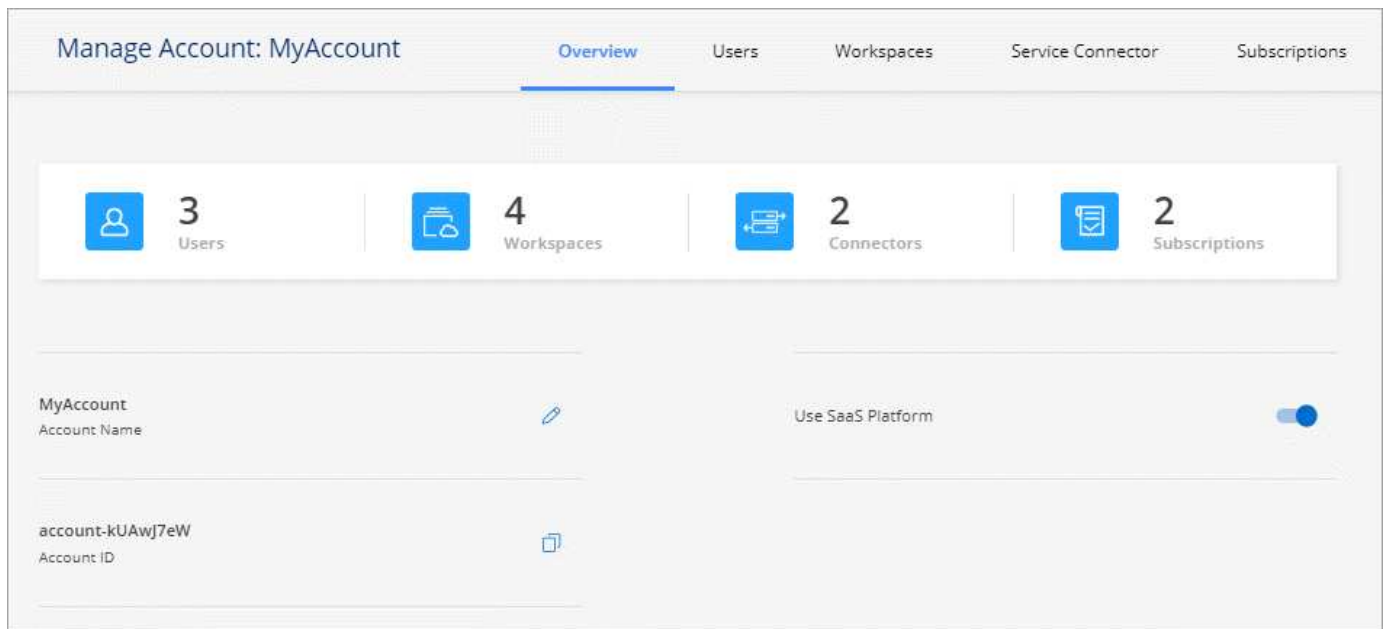 Manage Account: MyAccount
Overview
Users
Workspaces
Service Connector
Subscriptions
3
Users
4
Workspaces
2
Connectors
2
Subscriptions
MyAccount
Account Name
Use SaaS Platform
account-kUAwJ7eW
Account ID